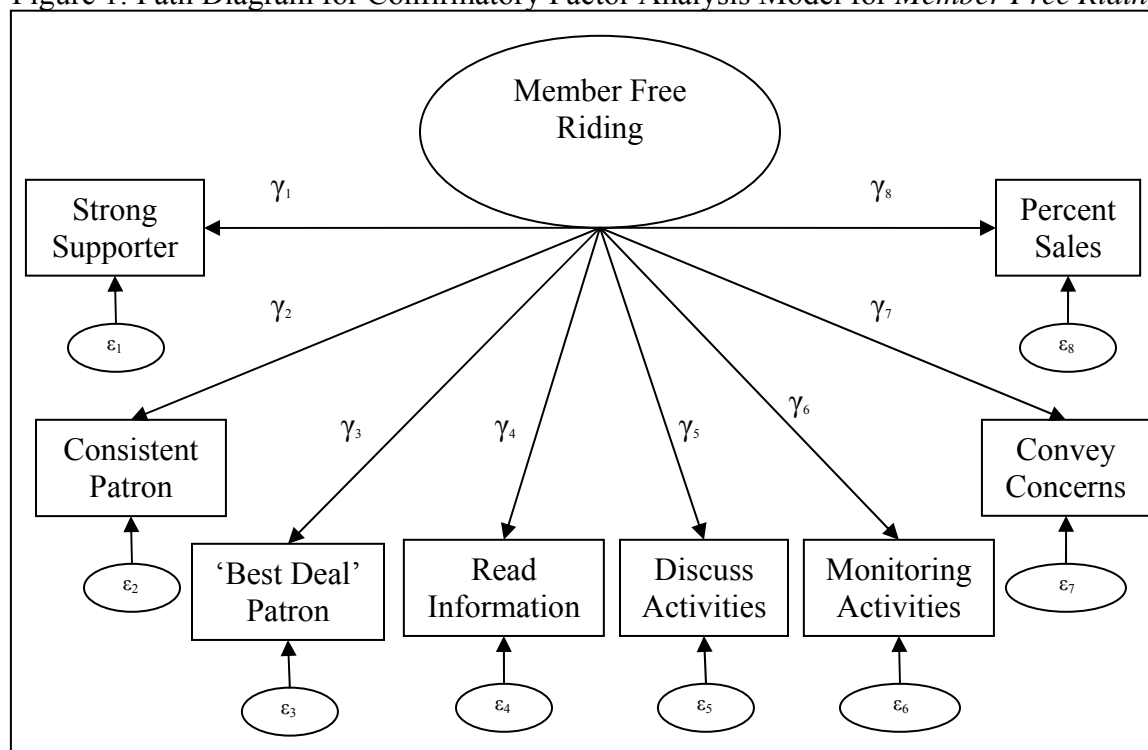 Figure 1. Path Diagram for Confirmatory Factor Analysis Model for Member Free
Member Free
Riding
γ1
γ8
Strong
Supporter
Percent
Sales
γ2
γ7
ε1
ε8
γ3
γ4
γ5
γ6
Consistent
Patron
Convey
Concerns
‘Best Deal’
Patron
Read
Information
Discuss
Activities
Monitoring
Activities
ε2
ε7
ε3
ε4
ε5
ε6